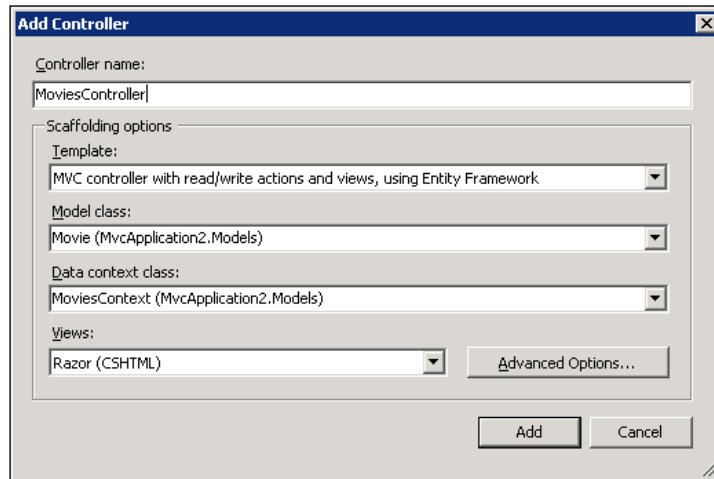 Add Controller
Controller name:
MoviesController
Scaffolding options
Template:
MVC controller with read/write actions and views, using Entity Framework
Model class:
Movie (MvcApplication2.Models)
Data context class:
MoviesContext (MvcApplication2.Models)
Views:
Razor (CSHTML)
Advanced Options...
Add
Cancel